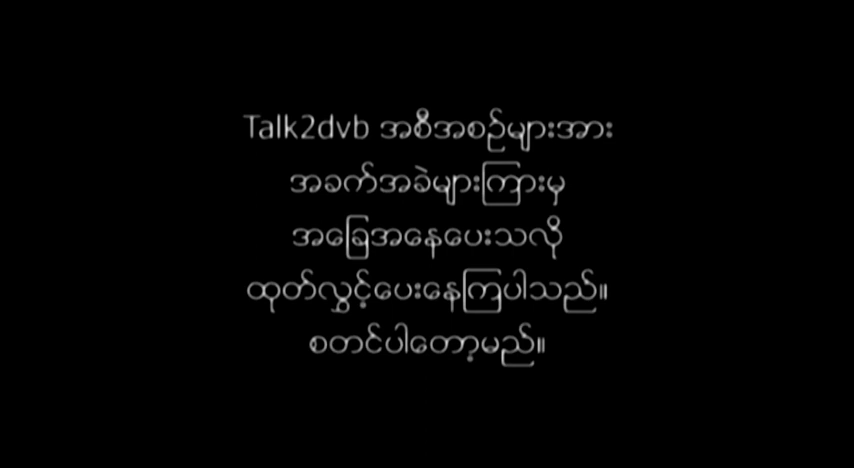 Talk2dvb အစီအစဉ်များအား
အခက်အခဲများကြားမှ
အခြေအနေပေးသလို
ထုတ်လွှင့်ပေးနေကြပါသည်။
စတင်ပါတော့မည်။